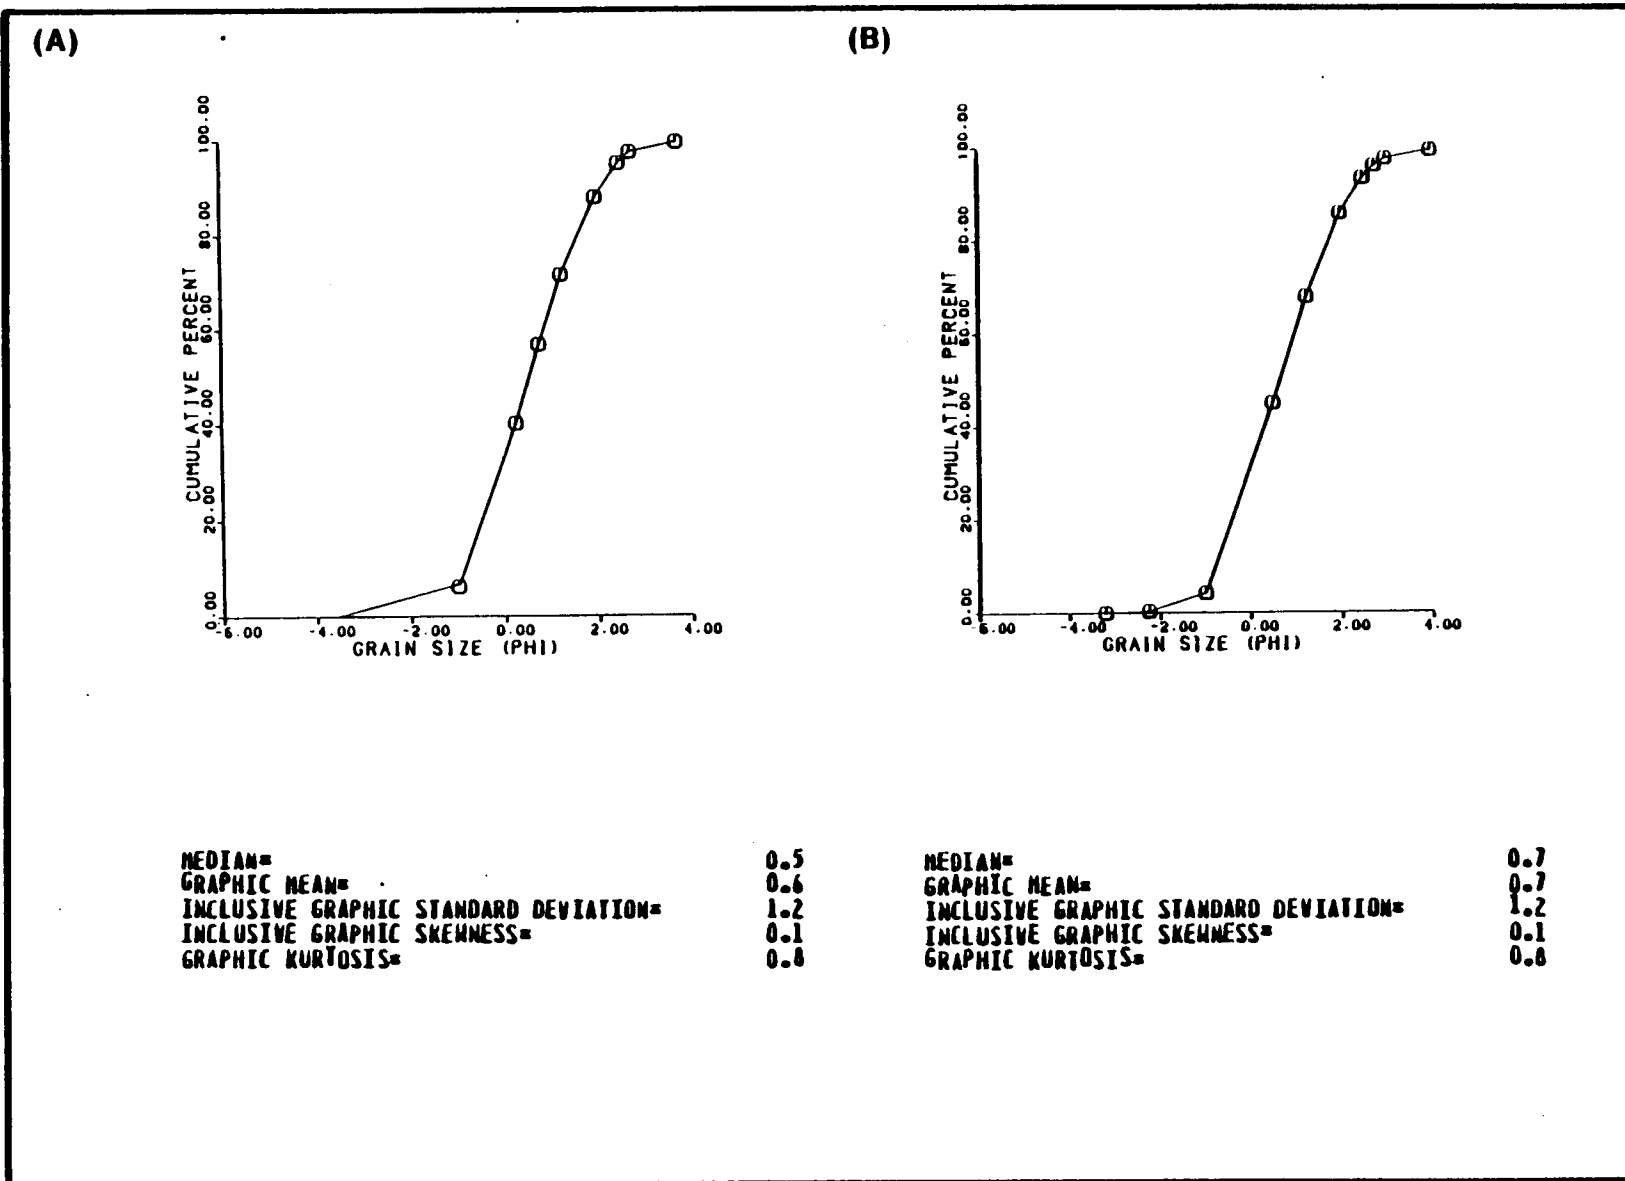 (A)
(B)
CUMULATIVE PERCENT
0.00 20.00 40.00 60.00 80.00 100.00
-6.00 -4.00 -2.00 0.00 2.00 4.00
GRAIN SIZE (PHI)
CUMULATIVE PERCENT
0.00 20.00 40.00 60.00 80.00 100.00
-6.00 -4.00 -2.00 0.00 2.00 4.00
GRAIN SIZE (PHI)
MEDIAN= 0.5
GRAPHIC MEAN= 0.6
INCLUSIVE GRAPHIC STANDARD DEVIATION= 1.2
INCLUSIVE GRAPHIC SKEWNESS= 0.1
GRAPHIC KURTOSIS= 0.8
MEDIAN= 0.7
GRAPHIC MEAN= 0.7
INCLUSIVE GRAPHIC STANDARD DEVIATION= 1.2
INCLUSIVE GRAPHIC SKEWNESS= 0.1
GRAPHIC KURTOSIS= 0.8